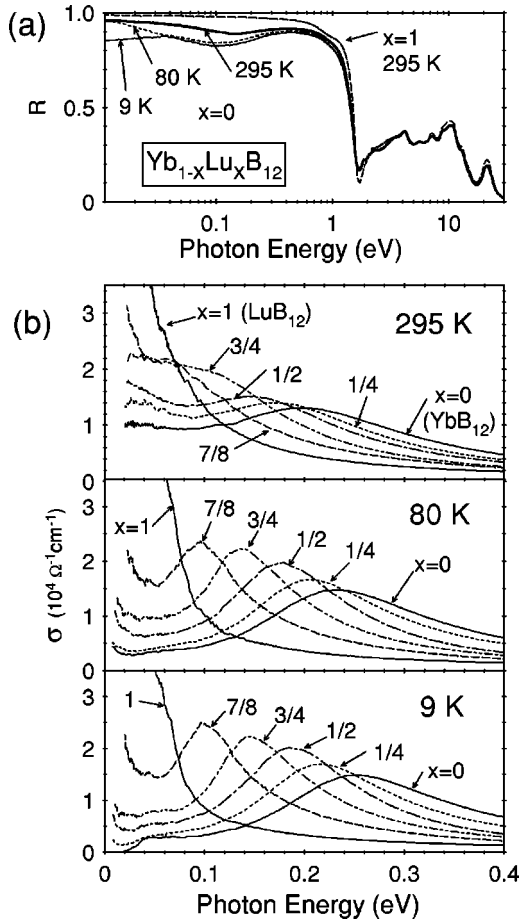 (a)
R
1.0
0.5
0
x=1
295 K
295 K
80 K
9 K
x=0
Yb1-xLuxB12
0.1
1
10
Photon Energy (eV)
(b)
3
2
1
0
x=1 (LuB12)
295 K
3/4
1/2
1/4
x=0
(YbB12)
7/8
σ (10⁴ Ω⁻¹cm⁻¹)
3
2
1
0
x=1
7/8
3/4
1/2
1/4
x=0
80 K
3
2
1
0
1
7/8
3/4
1/2
1/4
x=0
9 K
0
0.1
0.2
0.3
0.4
Photon Energy (eV)